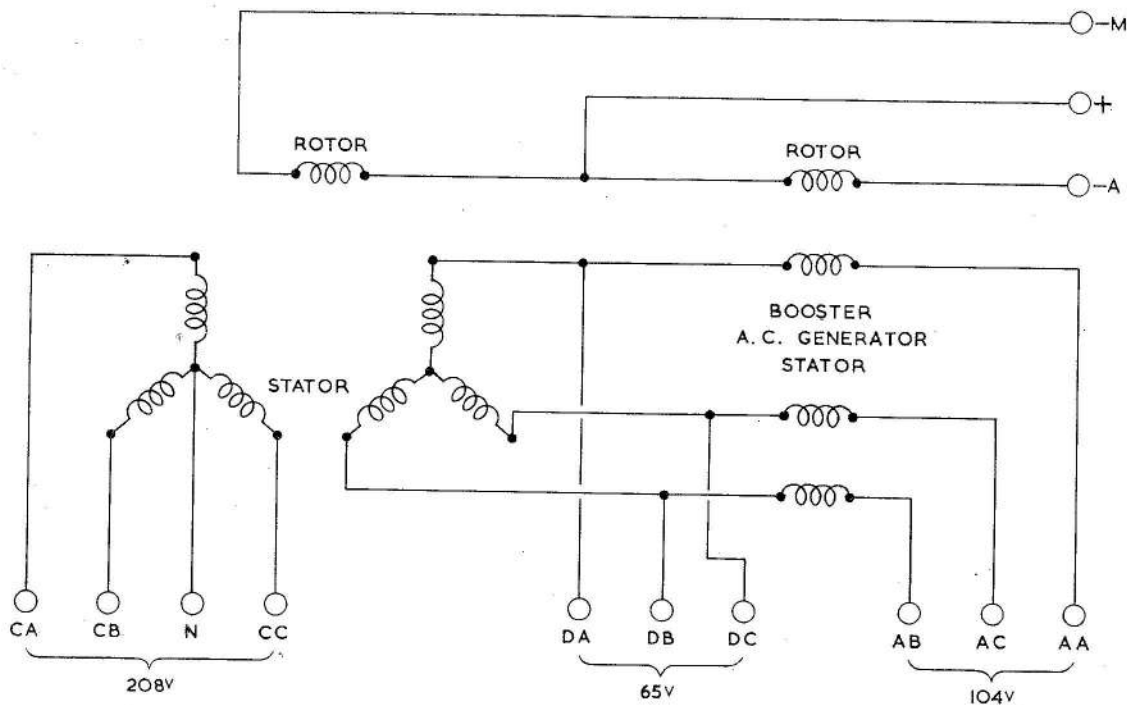 -M
+
ROTOR
ROTOR
-A
BOOSTER
A.C. GENERATOR
STATOR
STATOR
CA
CB
N
CC
DA
DB
DC
AB
AC
AA
208V
65V
104V